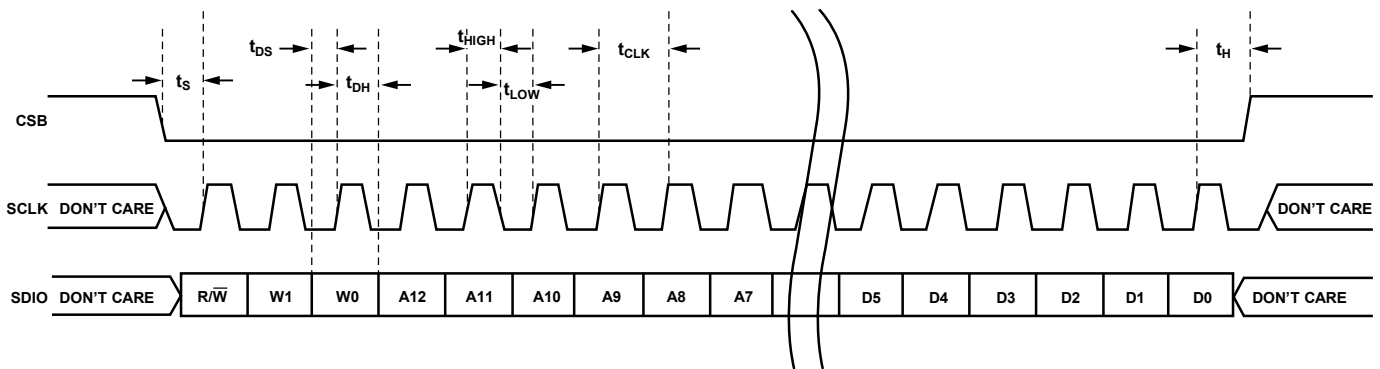 tDS
tHIGH
tCLK
tH
tS
tDH
tLOW
CSB
SCLK DON'T CARE
DON'T CARE
SDIO DON'T CARE R/W̅ W1 W0 A12 A11 A10 A9 A8 A7 D5 D4 D3 D2 D1 D0 DON'T CARE